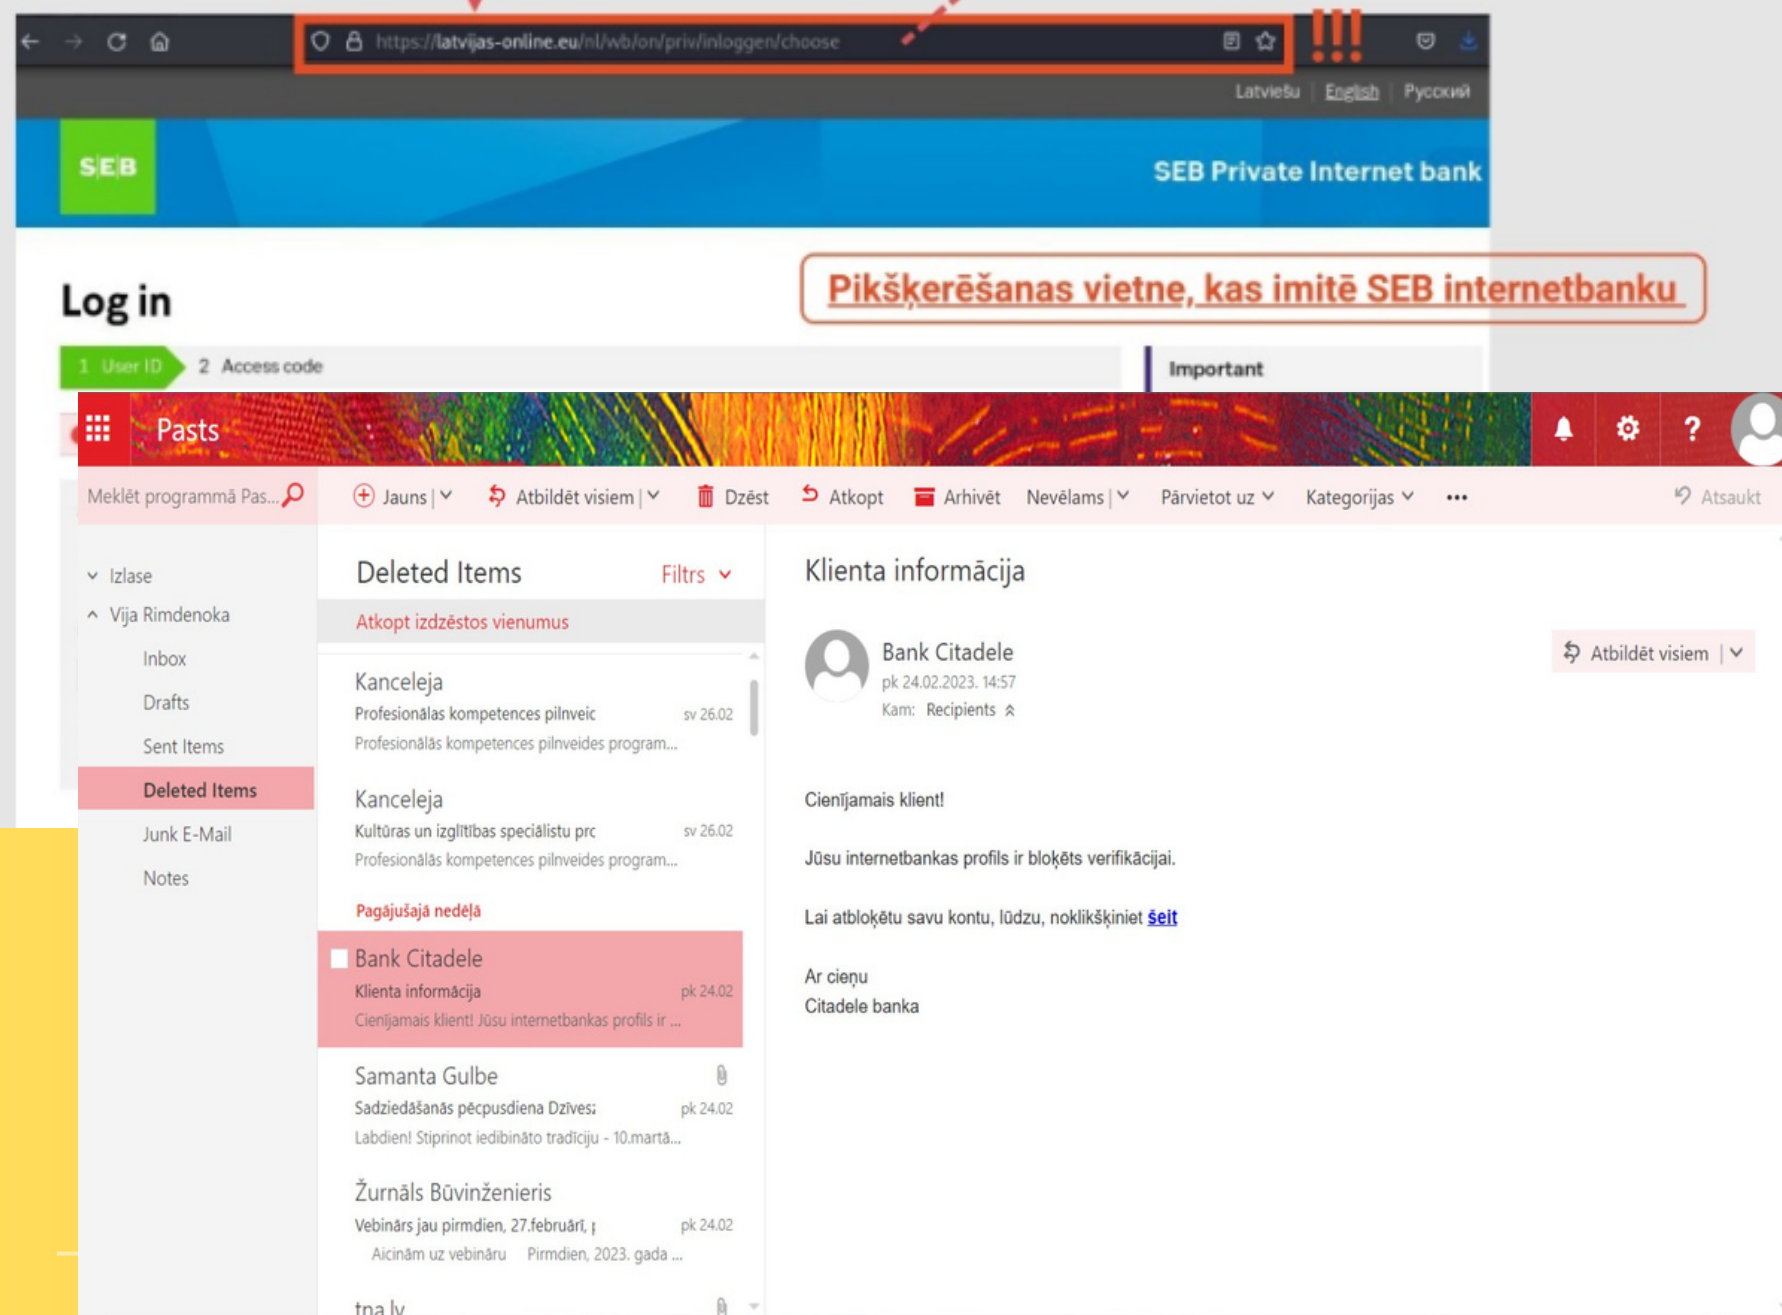 https://latvijas-online.eu/nl/wb/on/priv/inloggen/choose
!!!
Latviešu | English | Русский
S|E|B
SEB Private Internet bank
Log in
Pikšķerēšanas vietne, kas imitē SEB internetbanku
1 User ID 2 Access code
Important
Pasts
?
Meklēt programmā Pas...
Jauns | Atbildēt visiem | Dzēst Atkopt Arhivēt Nevēlams | Pārvietot uz Kategorijas ••• Atsaukt
Izlase
Vija Rimdenoka
Inbox
Drafts
Sent Items
Deleted Items
Junk E-Mail
Notes
Deleted Items Filtrs
Atkopt izdzēstos vienumus
Kanceleja
Profesionālas kompetences pilnveic sv 26.02
Profesionālās kompetences pilnveides program...
Kanceleja
Kultūras un izglītības speciālistu prc sv 26.02
Profesionālās kompetences pilnveides program...
Pagājušajā nedēļā
Bank Citadele
Klienta informācija pk 24.02
Cienījamais klient! Jūsu internetbankas profils ir ...
Samanta Gulbe
Sadziedāšanās pēcpusdiena Dzīves pk 24.02
Labdien! Stiprinot iedibināto tradīciju - 10.martā...
Žurnāls Būvinženieris
Vebinārs jau pirmdien, 27.februārī, pk 24.02
Aicinām uz vebināru Pirmdien, 2023. gada ...
tna.lv
Klienta informācija
Bank Citadele
pk 24.02.2023. 14:57
Kam: Recipients
Atbildēt visiem |
Cienījamais klient!
Jūsu internetbankas profils ir bloķēts verifikācijai.
Lai atbloķētu savu kontu, lūdzu, noklikšķiniet šeit
Ar cieņu
Citadele banka